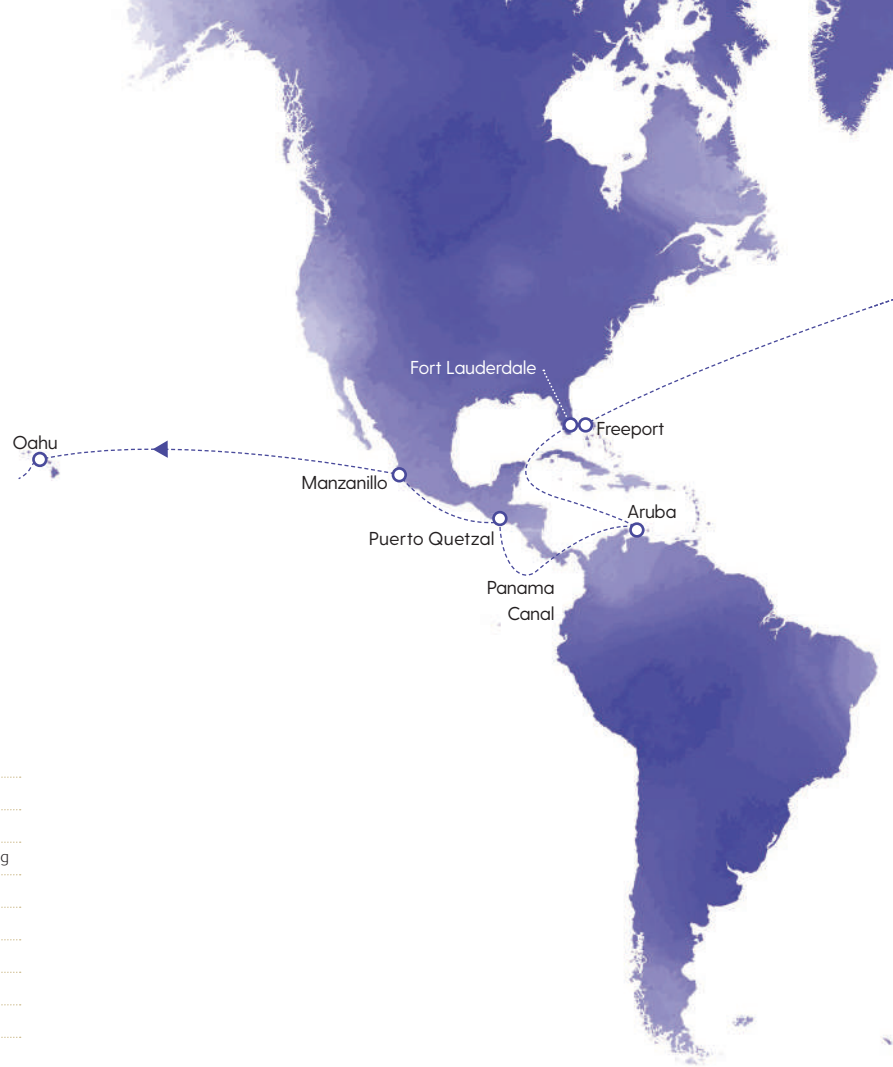 Fort Lauderdale
Freeport
Oahu
Manzanillo
Aruba
Puerto Quetzal
Panama
Canal
g